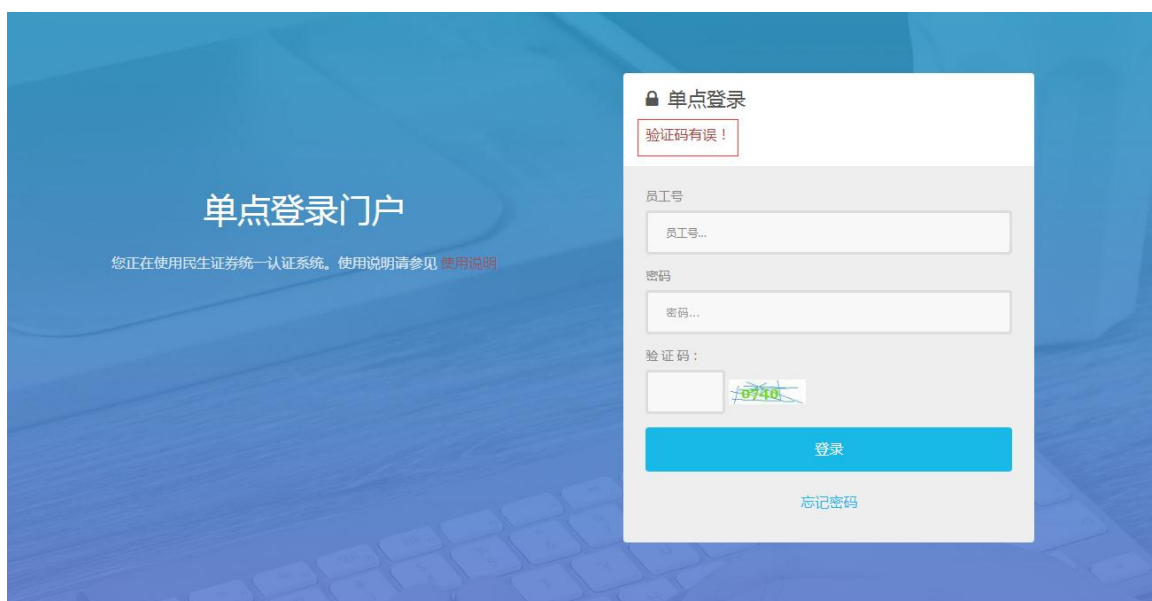 单点登录
验证码有误！
单点登录门户
您正在使用民生证券统一认证系统。使用说明请参见 使用说明
员工号
员工号...
密码
密码...
验 证 码：
登录
忘记密码